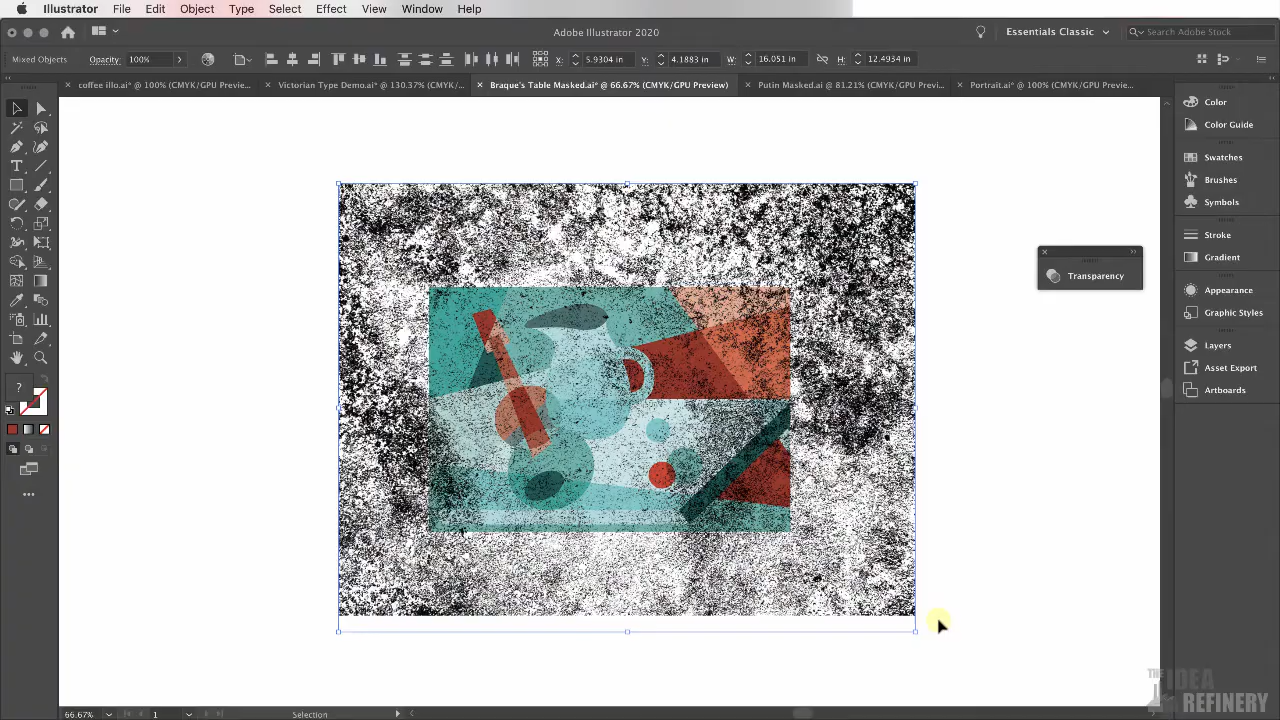 Illustrator File Edit Object Type Select Effect View Window Help
Adobe Illustrator 2020
Essentials Classic
Search Adobe Stock
Mixed Objects
Opacity: 100%
X: 5.9304 in
Y: 4.1883 in
W: 16.051 in
H: 12.4934 in
× coffee illo.ai* @ 100% (CMYK/GPU Previe...
× Victorian Type Demo.ai* @ 130.37% (CMYK/...
× Braque's Table Masked.ai* @ 66.67% (CMYK/GPU Preview)
× Putin Masked.ai @ 81.21% (CMYK/GPU Previ...
× Portrait.ai* @ 100% (CMYK/GPU Previe...
Color
Color Guide
Swatches
Brushes
Symbols
Stroke
Gradient
Transparency
Appearance
Graphic Styles
Layers
Asset Export
Artboards
?
66.67%
1
Selection
THE IDEA
REFINERY